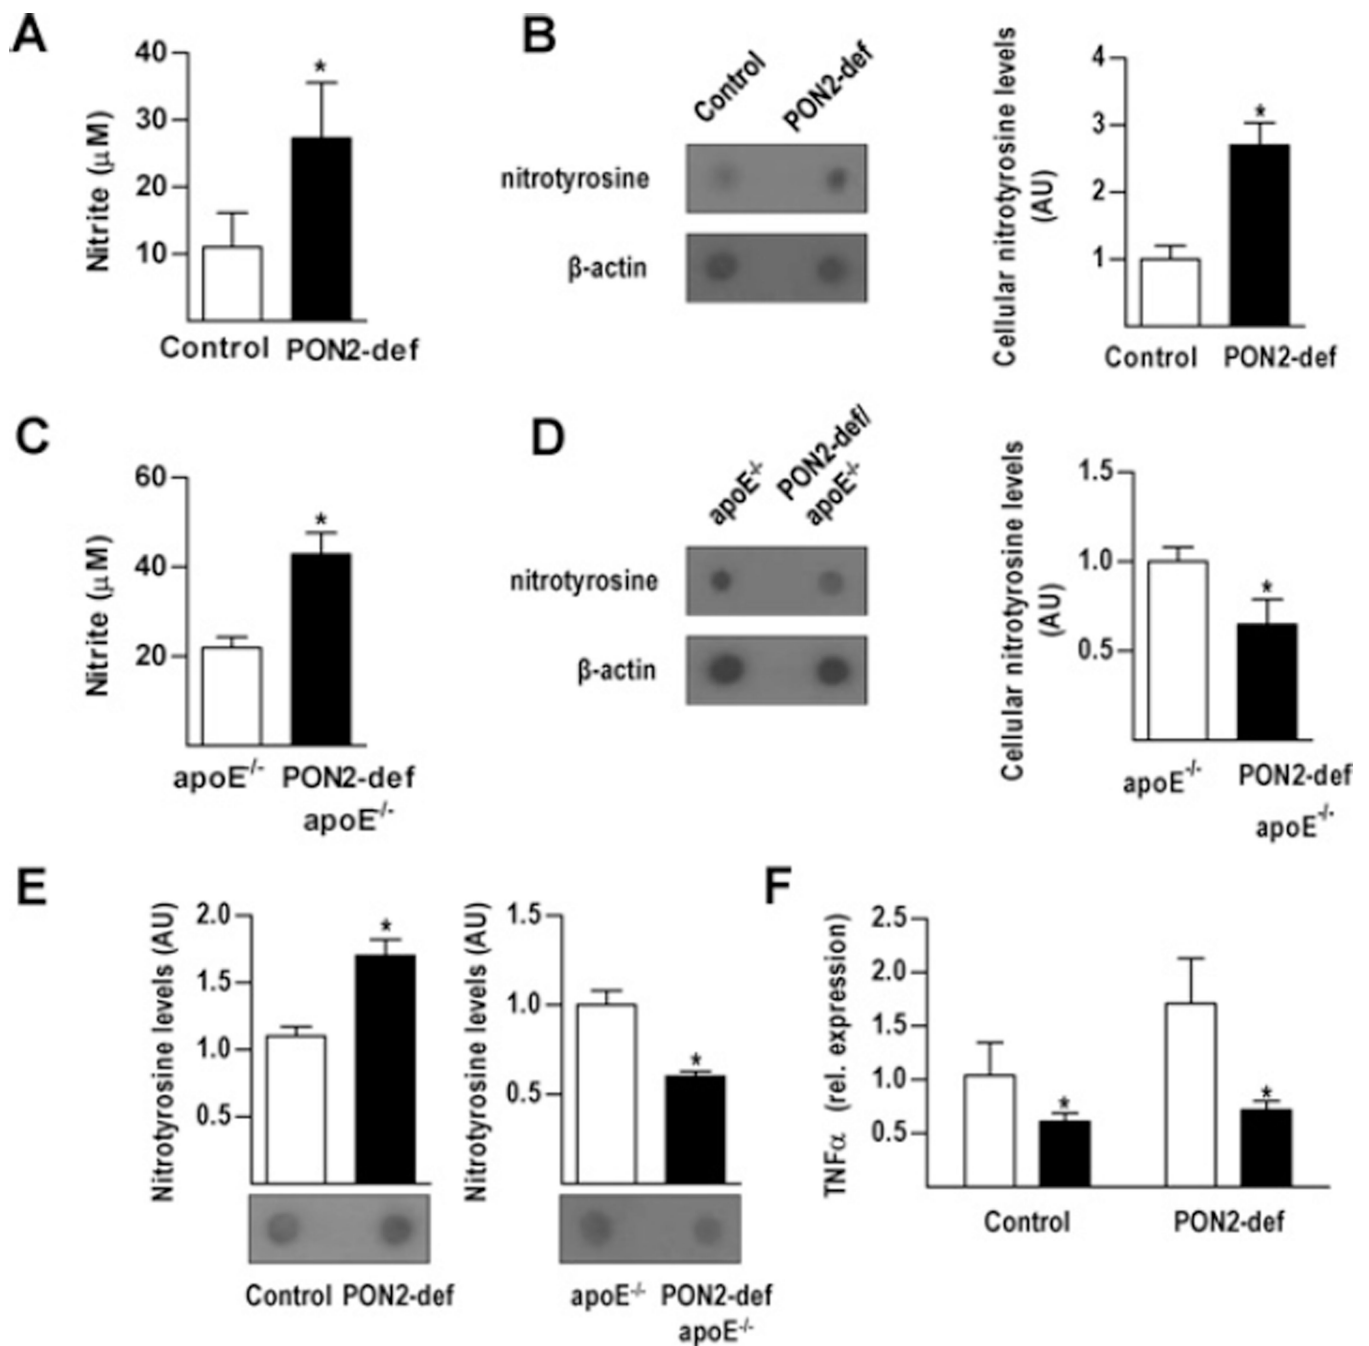 A
Nitrite (μM)
40
30
20
10
*
Control PON2-def
B
Control PON2-def
nitrotyrosine
β-actin
Cellular nitrotyrosine levels
(AU)
4
3
2
1
*
Control PON2-def
C
Nitrite (μM)
60
40
20
*
apoE-/- PON2-def
apoE-/-
D
apoE-/- PON2-def/
apoE-/-
nitrotyrosine
β-actin
Cellular nitrotyrosine levels
(AU)
1.5
1.0
0.5
*
apoE-/- PON2-def
apoE-/-
E
Nitrotyrosine levels (AU)
2.0
1.5
1.0
0.5
*
Control PON2-def
Nitrotyrosine levels (AU)
1.5
1.0
0.5
*
apoE-/- PON2-def
apoE-/-
F
TNFα (rel. expression)
2.5
2.0
1.5
1.0
0.5
* *
Control PON2-def